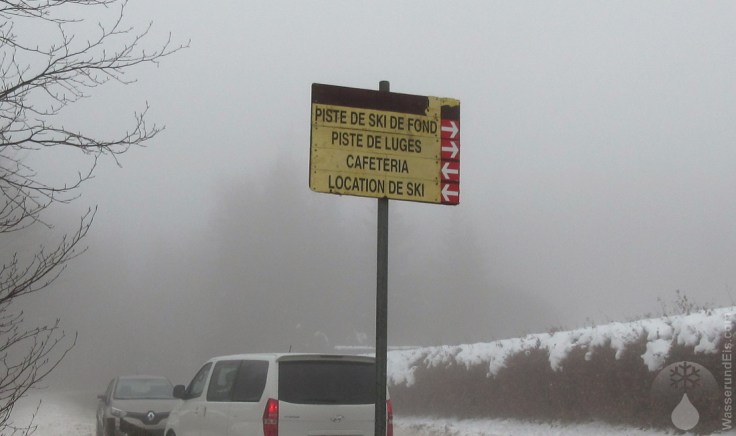 PISTE DE SKI DE FOND
PISTE DE LUGES
CAFETERIA
LOCATION DE SKI
WasserundEis.com